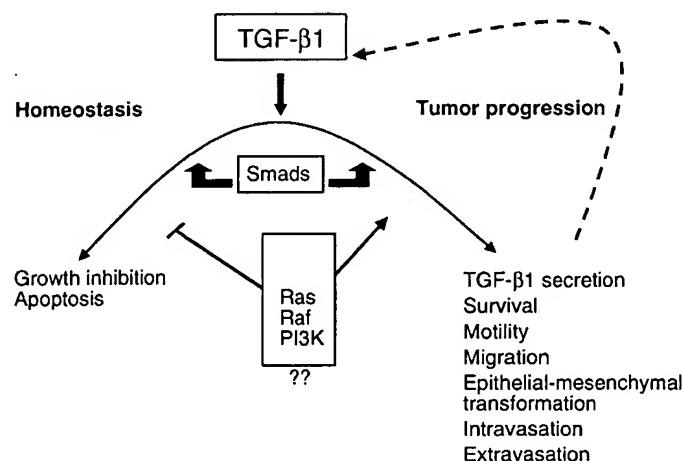 TGF-β1
Homeostasis
Tumor progression
Smads
Growth inhibition
Apoptosis
Ras
Raf
PI3K
??
TGF-β1 secretion
Survival
Motility
Migration
Epithelial-mesenchymal
transformation
Intravasation
Extravasation